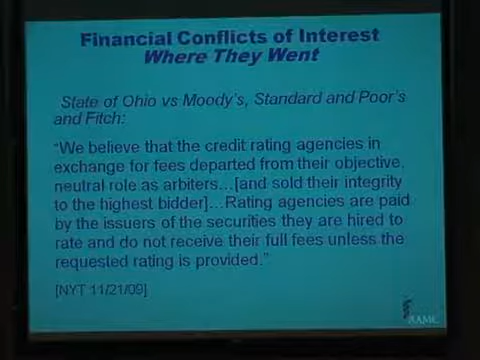 Financial Conflicts of Interest
Where They Went
State of Ohio vs Moody's, Standard and Poor's
and Fitch:
"We believe that the credit rating agencies in
exchange for fees departed from their objective,
neutral role as arbiters…[and sold their integrity
to the highest bidder]…Rating agencies are paid
by the issuers of the securities they are hired to
rate and do not receive their full fees unless the
requested rating is provided."
[NYT 11/21/09]
AAMC